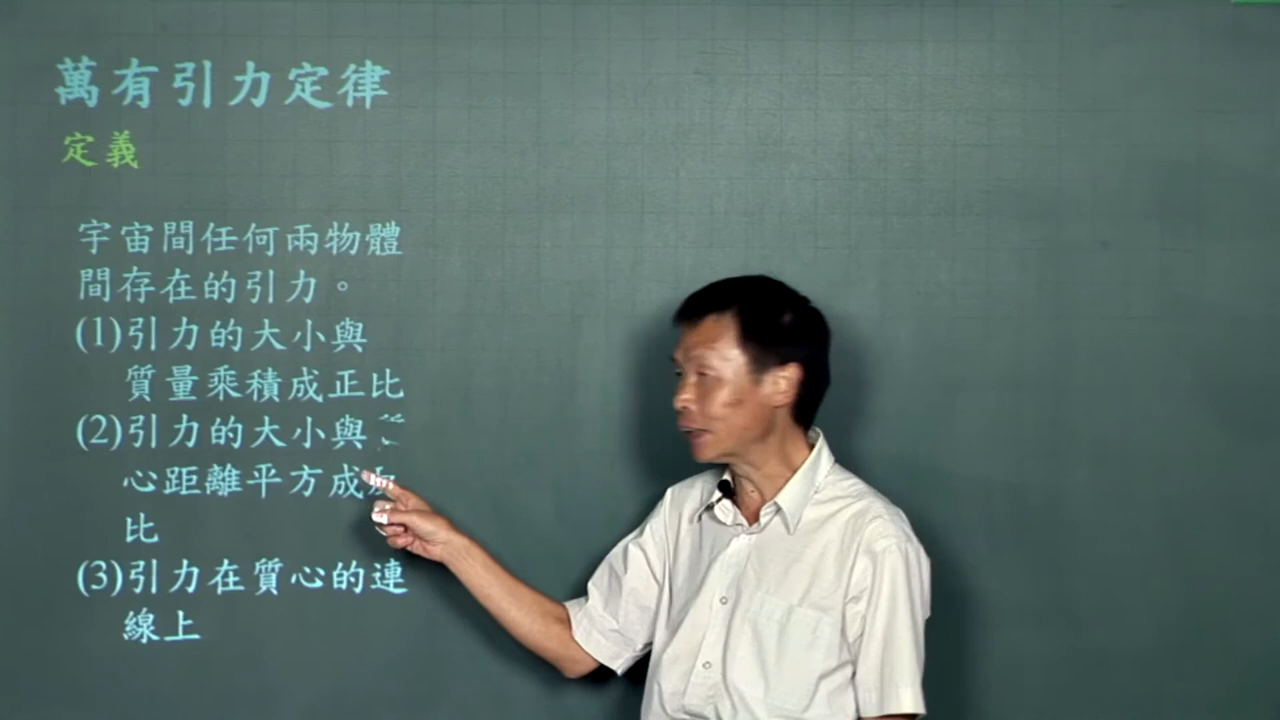 萬有引力定律
定義
宇宙間任何兩物體
間存在的引力。
(1)引力的大小與
質量乘積成正比
(2)引力的大小與
心距離平方成
比
(3)引力在質心的連
線上